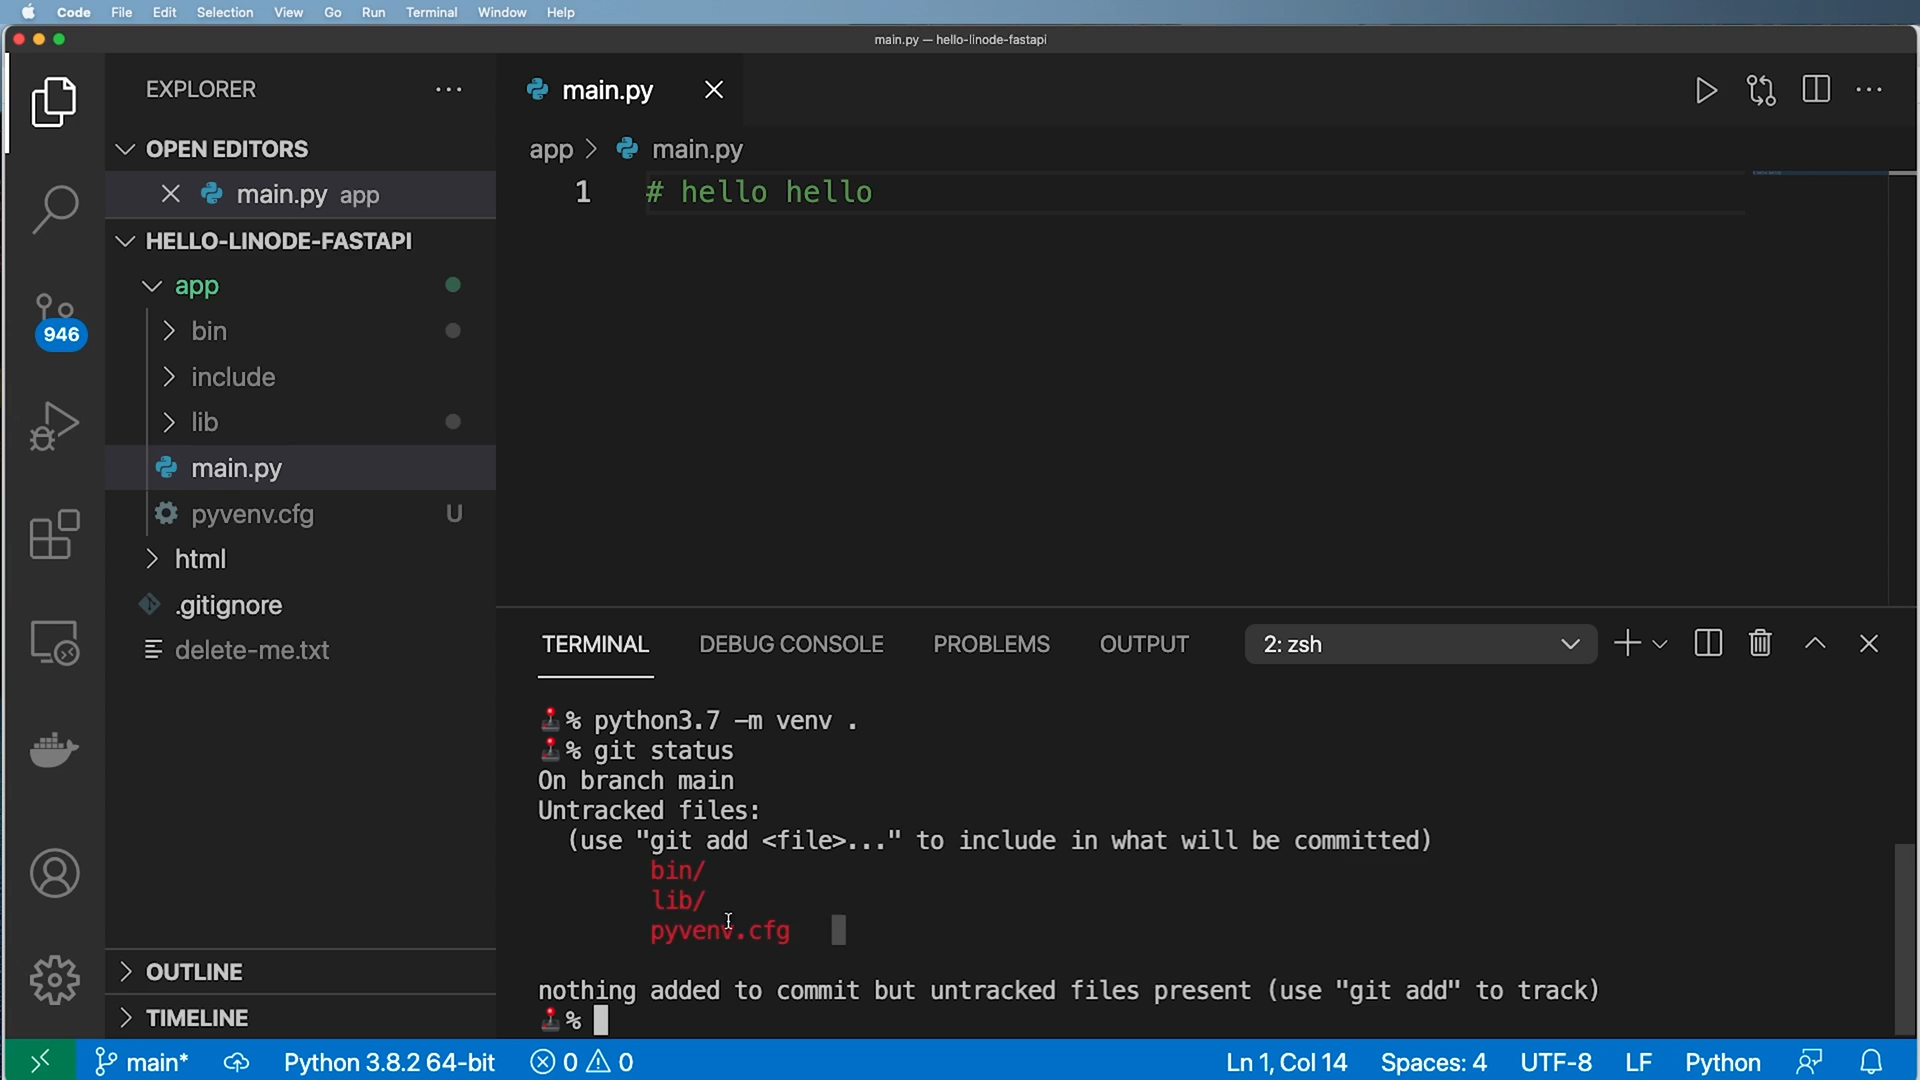 Code File Edit Selection View Go Run Terminal Window Help
main.py — hello-linode-fastapi
EXPLORER
main.py
OPEN EDITORS
main.py app
HELLO-LINODE-FASTAPI
app
bin
include
lib
main.py
pyvenv.cfg U
html
.gitignore
delete-me.txt
OUTLINE
TIMELINE
946
app > main.py
1 # hello hello
TERMINAL DEBUG CONSOLE PROBLEMS OUTPUT 2: zsh
% python3.7 -m venv .
% git status
On branch main
Untracked files:
(use "git add <file>..." to include in what will be committed)
bin/
lib/
pyvenv.cfg
nothing added to commit but untracked files present (use "git add" to track)
%
main* Python 3.8.2 64-bit 0 0 Ln 1, Col 14 Spaces: 4 UTF-8 LF Python